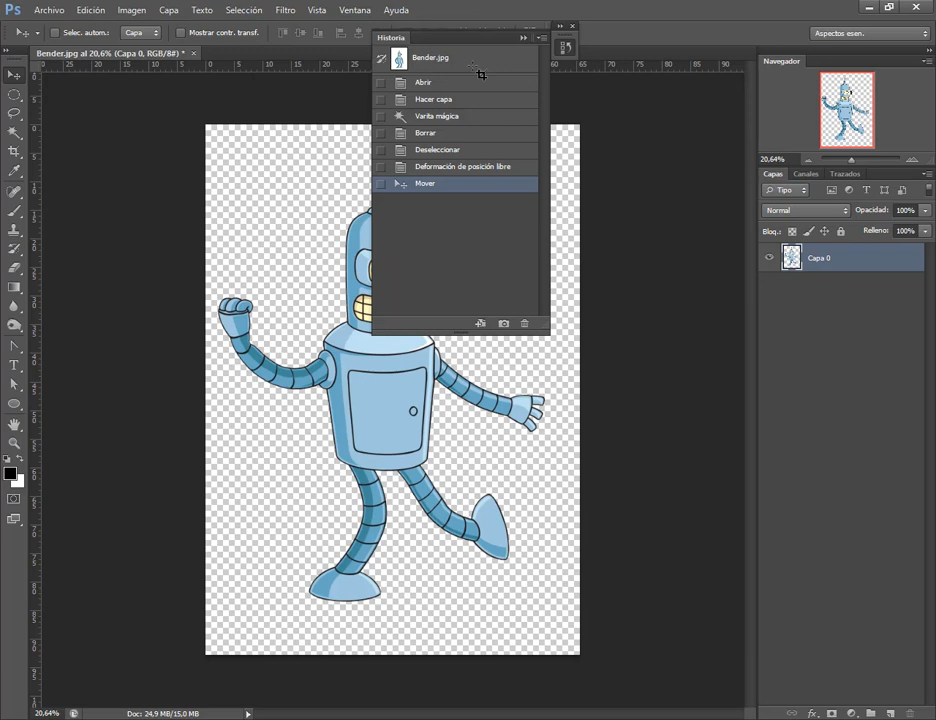 Ps Archivo Edición Imagen Capa Texto Selección Filtro Vista Ventana Ayuda
Selec. autom.: Capa Mostrar contr. transf. Aspectos esen.
Bender.jpg al 20,6% (Capa 0, RGB/8#) *
Historia
Bender.jpg
Abrir
Hacer capa
Varita mágica
Borrar
Deseleccionar
Deformación de posición libre
Mover
Navegador
20,64%
Capas Canales Trazados
Tipo
Normal Opacidad: 100%
Bloq.: Relleno: 100%
Capa 0
20,64% Doc: 24,9 MB/15,0 MB